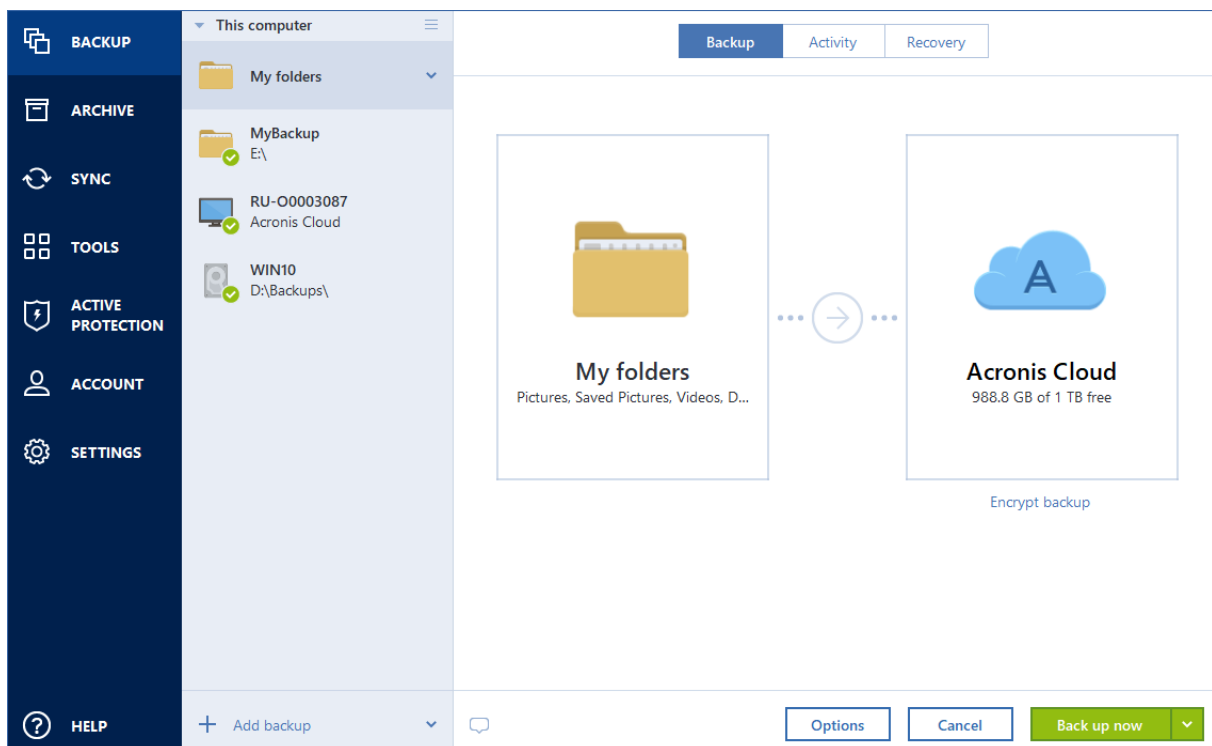 BACKUP
ARCHIVE
SYNC
TOOLS
ACTIVE
PROTECTION
ACCOUNT
SETTINGS
HELP
This computer
My folders
MyBackup
E:\
RU-O0003087
Acronis Cloud
WIN10
D:\Backups\
Add backup
Backup
Activity
Recovery
My folders
Pictures, Saved Pictures, Videos, D...
Acronis Cloud
988.8 GB of 1 TB free
Encrypt backup
Options
Cancel
Back up now